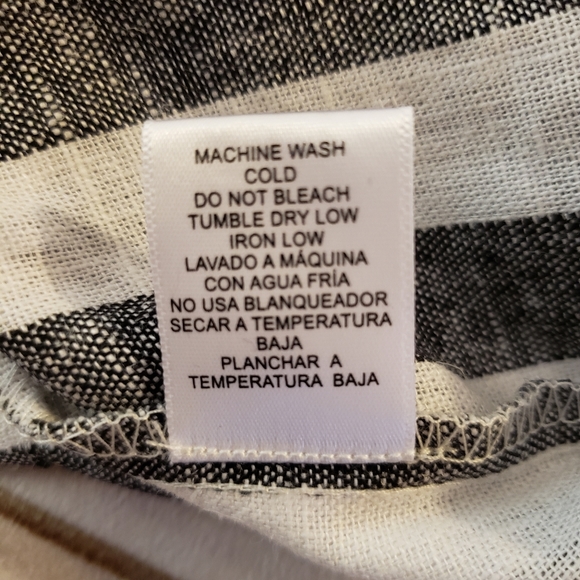 MACHINE WASH
COLD
DO NOT BLEACH
TUMBLE DRY LOW
IRON LOW
LAVADO A MÁQUINA
CON AGUA FRÍA
NO USA BLANQUEADOR
SECAR A TEMPERATURA
BAJA
PLANCHAR A
TEMPERATURA BAJA